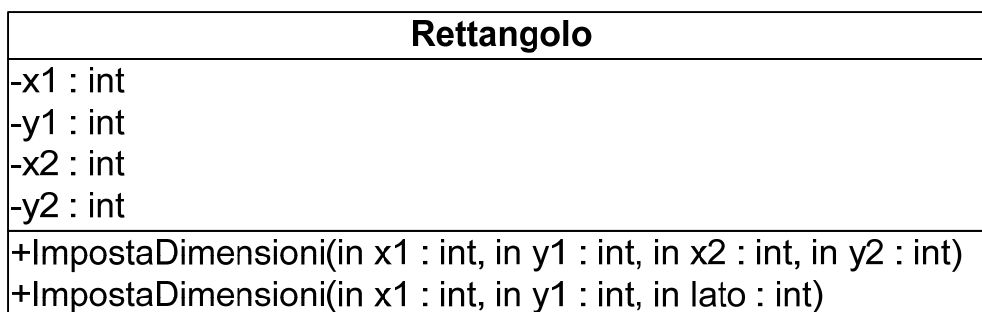 Rettangolo
-x1 : int
-y1 : int
-x2 : int
-y2 : int
+ImpostaDimensioni(in x1 : int, in y1 : int, in x2 : int, in y2 : int)
+ImpostaDimensioni(in x1 : int, in y1 : int, in lato : int)